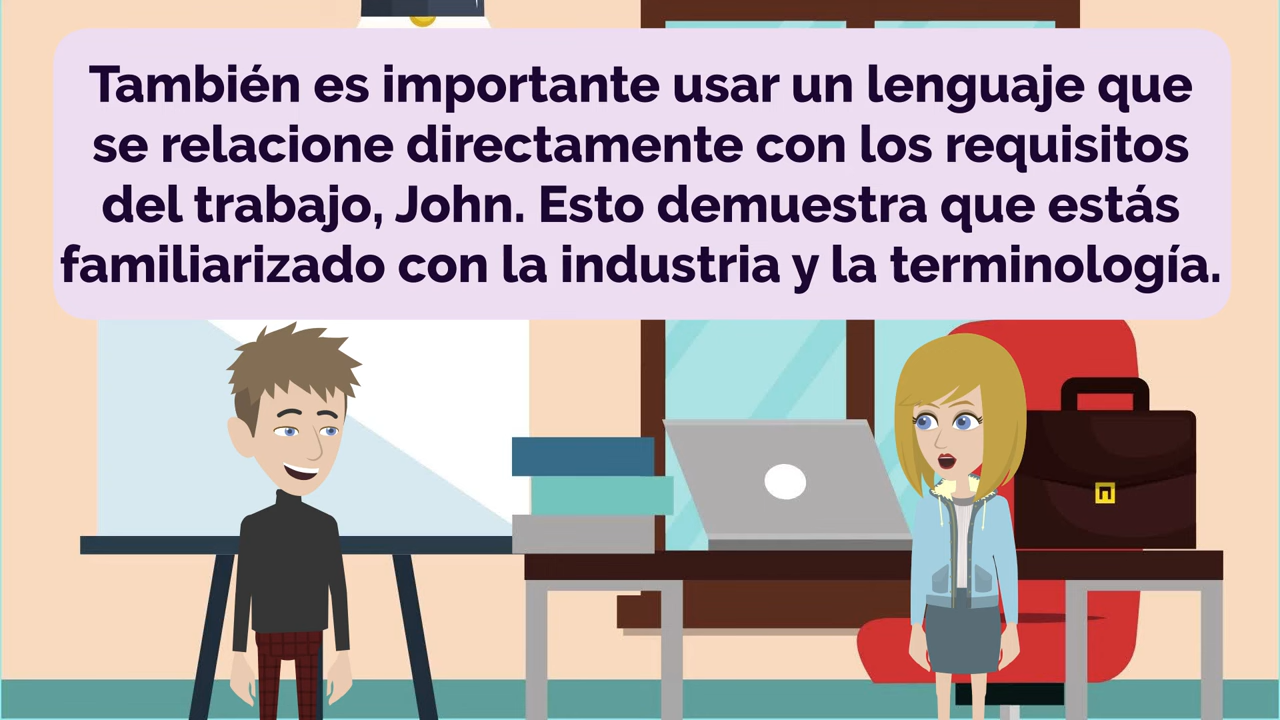 También es importante usar un lenguaje que
se relacione directamente con los requisitos
del trabajo, John. Esto demuestra que estás
familiarizado con la industria y la terminología.